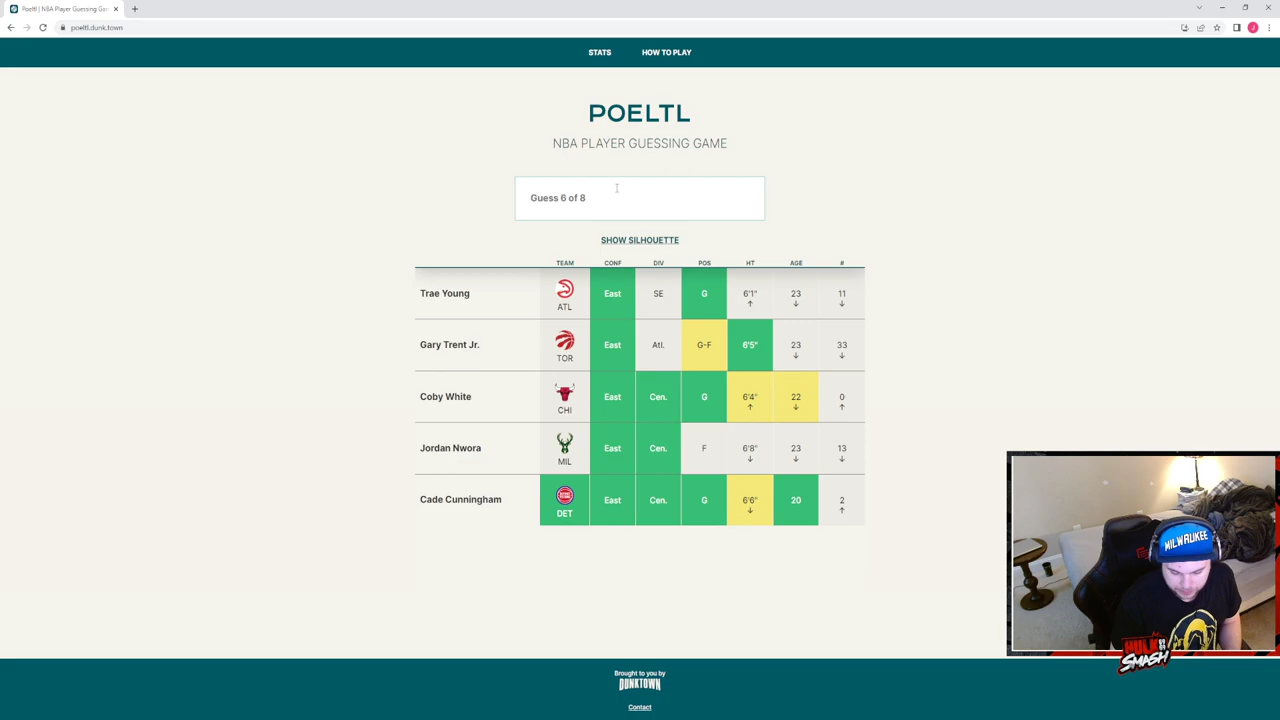 Poeltl | NBA Player Guessing Gam
poeltl.dunk.town
J
STATS HOW TO PLAY
POELTL
NBA PLAYER GUESSING GAME
Guess 6 of 8
SHOW SILHOUETTE
TEAM CONF DIV POS HT AGE #
Trae Young ATL East SE G 6'1" ↑ 23 ↓ 11 ↓
Gary Trent Jr. TOR East Atl. G-F 6'5" 23 ↓ 33 ↓
Coby White CHI East Cen. G 6'4" ↑ 22 ↓ 0 ↑
Jordan Nwora MIL East Cen. F 6'8" ↓ 23 ↓ 13 ↓
Cade Cunningham DET East Cen. G 6'6" ↓ 20 2 ↑
MILWAUKEE
HULK
SMASH
Brought to you by
DUNKTOWN
Contact